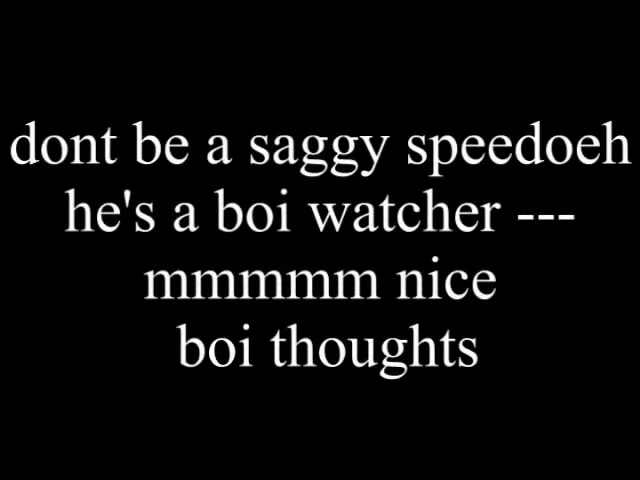 dont be a saggy speedoeh
he's a boi watcher ---
mmmmm nice
boi thoughts